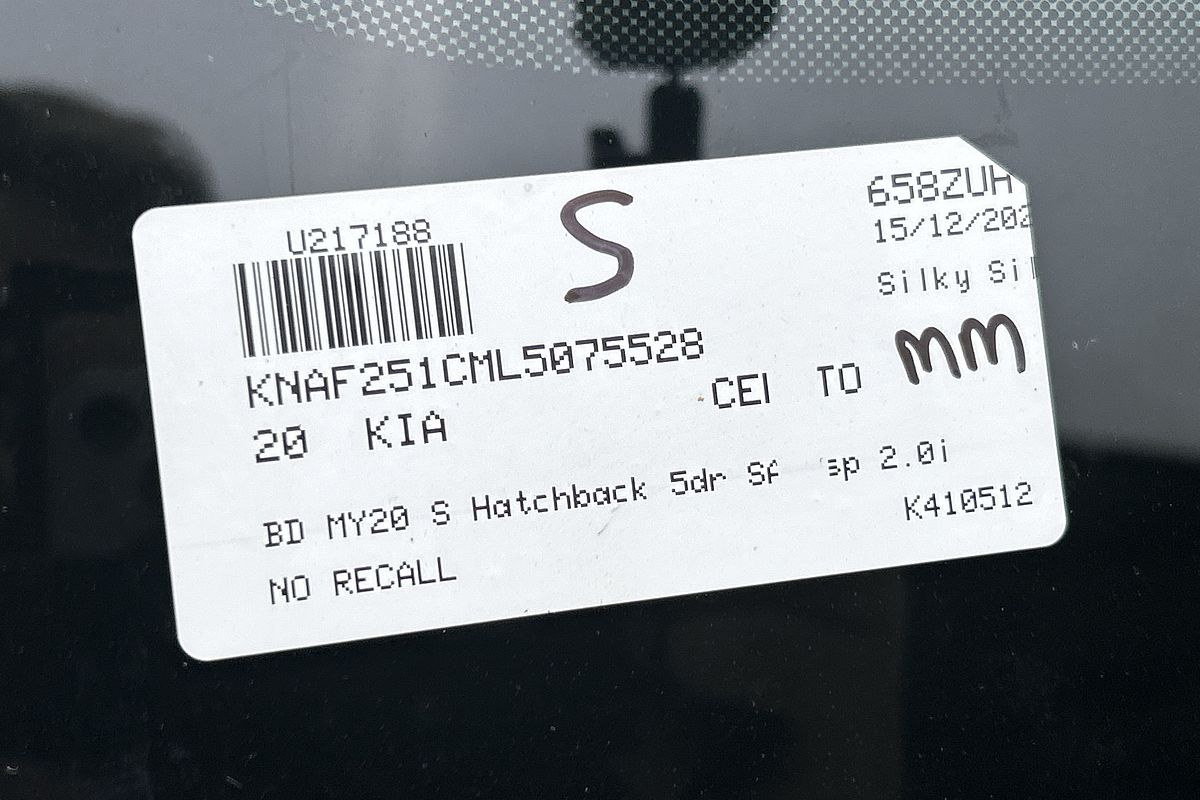 U217188
S
658ZUH
15/12/202
Silky Si
KNAF251CML5075528
20 KIA
CEI TO
MM
BD MY20 S Hatchback 5dr 2.0i
K410512
NO RECALL